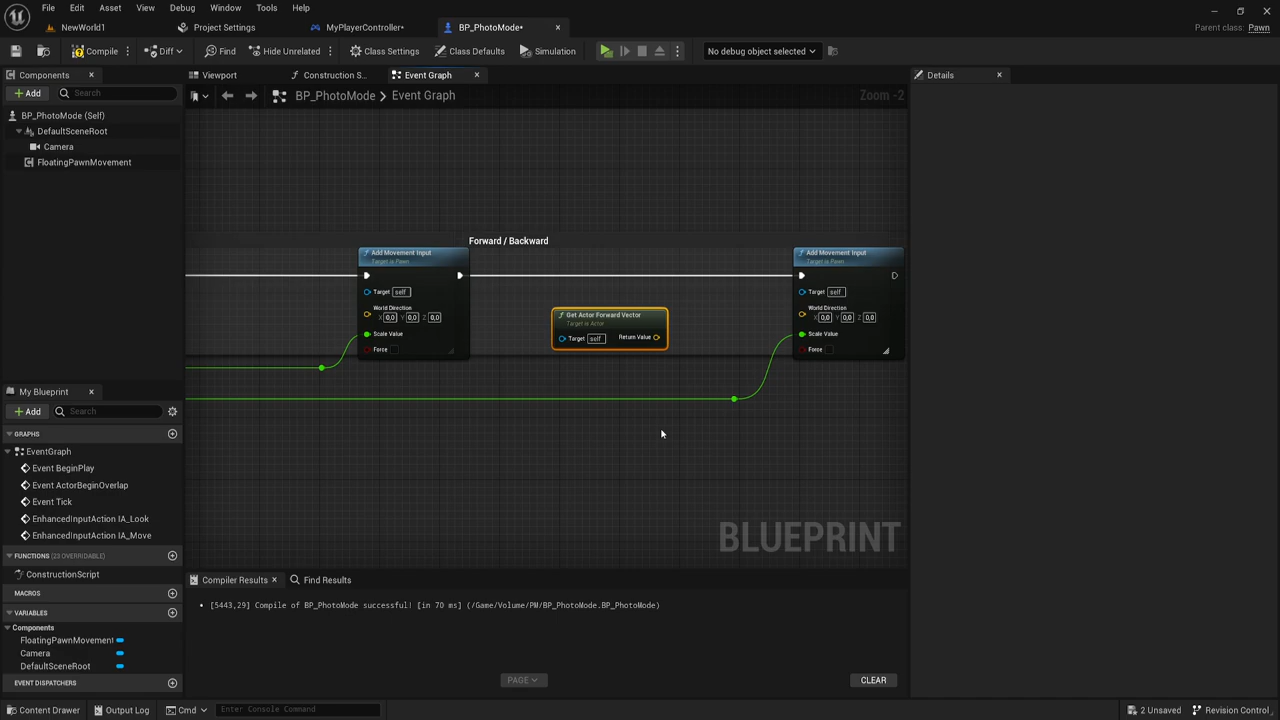 File Edit Asset View Debug Window Tools Help
NewWorld1 Project Settings MyPlayerController* BP_PhotoMode*
Parent class: Pawn
Compile Diff Find Hide Unrelated Class Settings Class Defaults Simulation No debug object selected
Components
Add Search
BP_PhotoMode (Self)
DefaultSceneRoot
Camera
FloatingPawnMovement
Viewport Construction S... Event Graph
BP_PhotoMode > Event Graph Zoom -2
Forward / Backward
Add Movement Input
Target is Pawn
Target self
World Direction
X 0,0 Y 0,0 Z 0,0
Scale Value
Force
Get Actor Forward Vector
Target is Actor
Target self Return Value
Add Movement Input
Target is Pawn
Target self
World Direction
X 0,0 Y 0,0 Z 0,0
Scale Value
Force
BLUEPRINT
Details
My Blueprint
Add Search
GRAPHS
EventGraph
Event BeginPlay
Event ActorBeginOverlap
Event Tick
EnhancedInputAction IA_Look
EnhancedInputAction IA_Move
FUNCTIONS (23 OVERRIDABLE)
ConstructionScript
MACROS
VARIABLES
Components
FloatingPawnMovement
Camera
DefaultSceneRoot
EVENT DISPATCHERS
Compiler Results Find Results
[5443,29] Compile of BP_PhotoMode successful! [in 70 ms] (/Game/Volume/PM/BP_PhotoMode.BP_PhotoMode)
PAGE CLEAR
Content Drawer Output Log Cmd Enter Console Command 2 Unsaved Revision Control